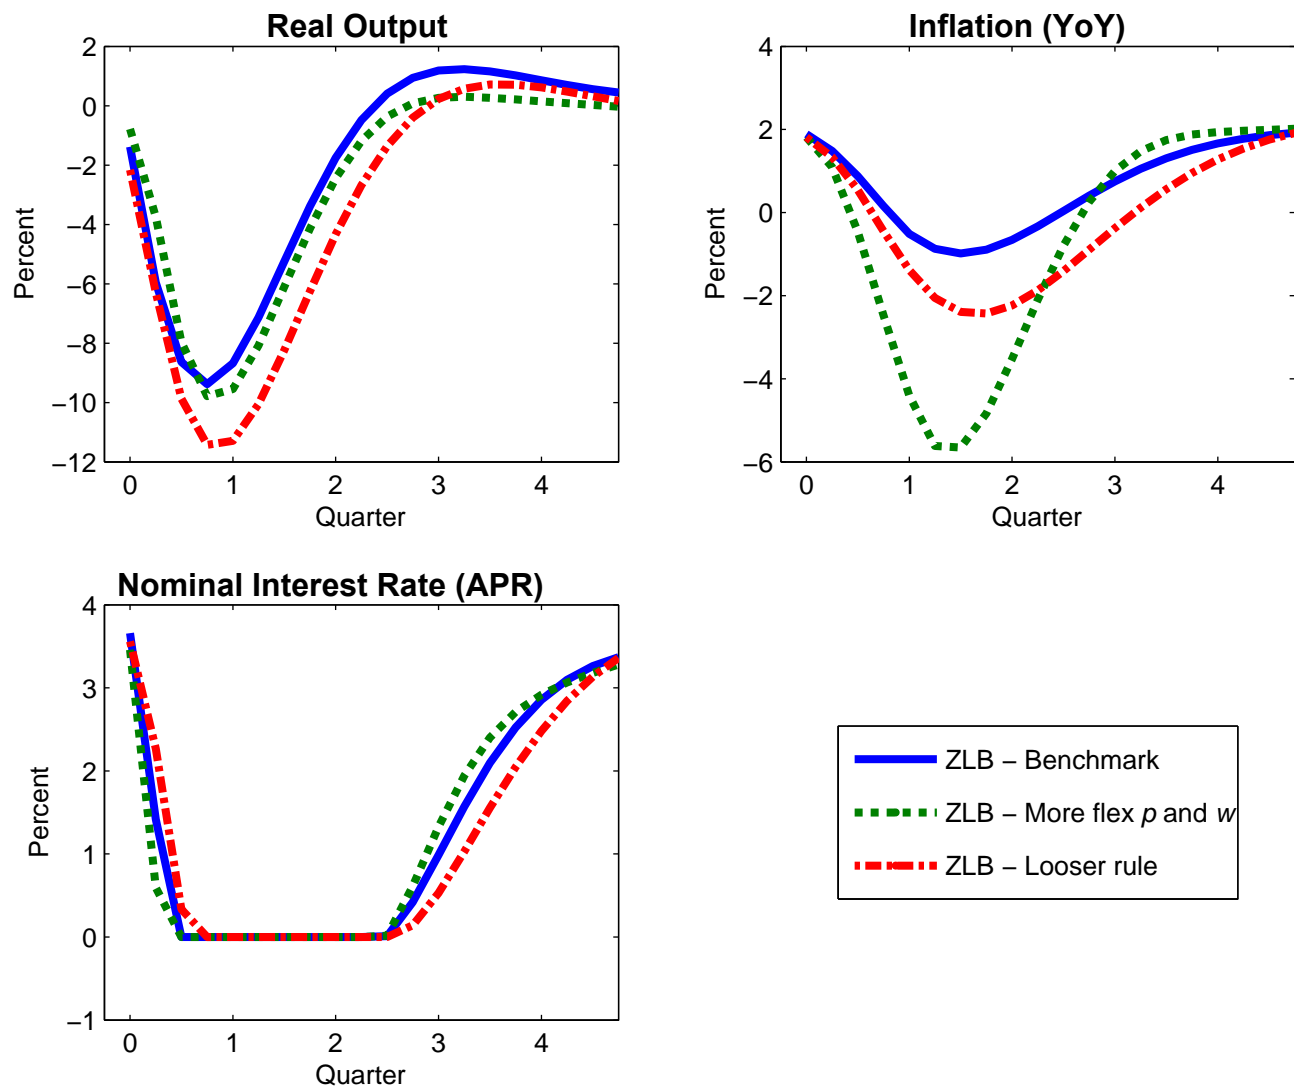 Real Output
2
0
−2
−4
−6
−8
−10
−12
Percent
0 1 2 3 4
Quarter
Inflation (YoY)
4
2
0
−2
−4
−6
Percent
0 1 2 3 4
Quarter
Nominal Interest Rate (APR)
4
3
2
1
0
−1
Percent
0 1 2 3 4
Quarter
ZLB − Benchmark
ZLB − More flex p and w
ZLB − Looser rule